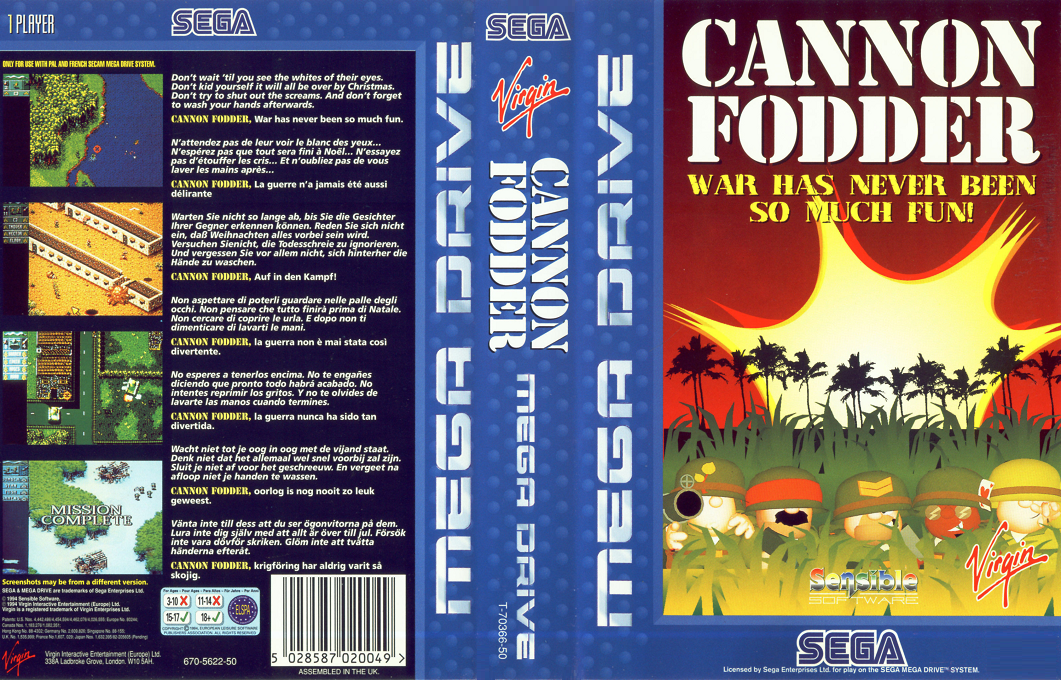 1 PLAYER
SEGA
ONLY FOR USE WITH PAL AND FRENCH SECAM MEGA DRIVE SYSTEM.
Don't wait 'til you see the whites of their eyes.
Don't kid yourself it will all be over by Christmas.
Don't try to shut out the screams. And don't forget
to wash your hands afterwards.
CANNON FODDER, War has never been so much fun.
N'attendez pas de leur voir le blanc des yeux...
N'espérez pas que tout sera fini à Noël... N'essayez
pas d'étouffer les cris... Et n'oubliez pas de vous
laver les mains après...
CANNON FODDER, La guerre n'a jamais été aussi
délirante
Warten Sie nicht so lange ab, bis Sie die Gesichter
Ihrer Gegner erkennen können. Reden Sie sich nicht
ein, daß Weihnachten alles vorbei sein wird.
Versuchen Sienicht, die Todesschreie zu ignorieren.
Und vergessen Sie vor allem nicht, sich hinterher die
Hände zu waschen.
CANNON FODDER, Auf in den Kampf!
Non aspettare di poterli guardare nelle palle degli
occhi. Non pensare che tutto finirà prima di Natale.
Non cercare di coprire le urla. E dopo non ti
dimenticare di lavarti le mani.
CANNON FODDER, la guerra non è mai stata così
divertente.
No esperes a tenerlos encima. No te engañes
diciendo que pronto todo habrá acabado. No
intentes reprimir los gritos. Y no te olvides de
lavarte las manos cuando termines.
CANNON FODDER, la guerra nunca ha sido tan
divertida.
Wacht niet tot je oog in oog met de vijand staat.
Denk niet dat het allemaal wel snel voorbij zal zijn.
Sluit je niet af voor het geschreeuw. En vergeet na
afloop niet je handen te wassen.
CANNON FODDER, oorlog is nog nooit zo leuk
geweest.
Vänta inte till dess att du ser ögonvitorna på dem.
Lura inte dig själv med att allt är över till jul. Försök
inte vara dövför skriken. Glöm inte att tvätta
händerna efteråt.
CANNON FODDER, krigföring har aldrig varit så
skojig.
MISSION
COMPLETE
Screenshots may be from a different version.
SEGA & MEGA DRIVE are trademarks of Sega Enterprises Ltd.
© 1994 Sensible Software.
© 1994 Virgin Interactive Entertainment (Europe) Ltd.
Virgin is a registered trademark of Virgin Enterprises Ltd.
Virgin
Virgin Interactive Entertainment (Europe) Ltd.
338A Ladbroke Grove, London. W10 5AH.
670-5622-50
3-10 11-14
15-17 18+
ELSPA
5 028587 020049 >
ASSEMBLED IN THE UK.
MEGA DRIVE
SEGA
Virgin
CANNON
FODDER
MEGA DRIVE
T-70366-50
MEGA DRIVE
CANNON
FODDER
WAR HAS NEVER BEEN
SO MUCH FUN!
Sensible
SOFTWARE
Virgin
SEGA
Licensed by Sega Enterprises Ltd. for play on the SEGA MEGA DRIVE™ SYSTEM.